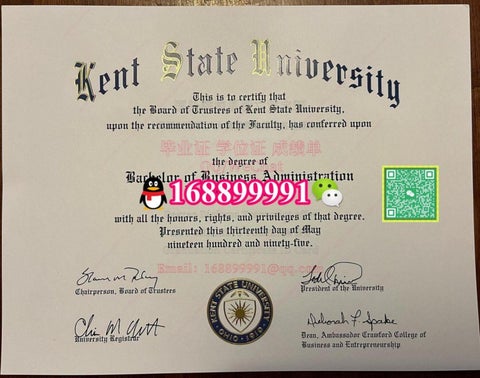 Kent State University
This is to certify that
the Board of Trustees of Kent State University,
upon the recommendation of the Faculty, has conferred upon
毕业证 学位证 成绩单
the degree of
Bachelor of Business Administration
168899991
with all the honors, rights, and privileges of that degree.
Presented this thirteenth day of May
nineteen hundred and ninety-five.
Email: 168899991@qq.com
Chairperson, Board of Trustees
President of the University
KENT STATE UNIVERSITY
OHIO
University Registrar
Deborah F. Spake
Dean, Ambassador Crawford College of
Business and Entrepreneurship